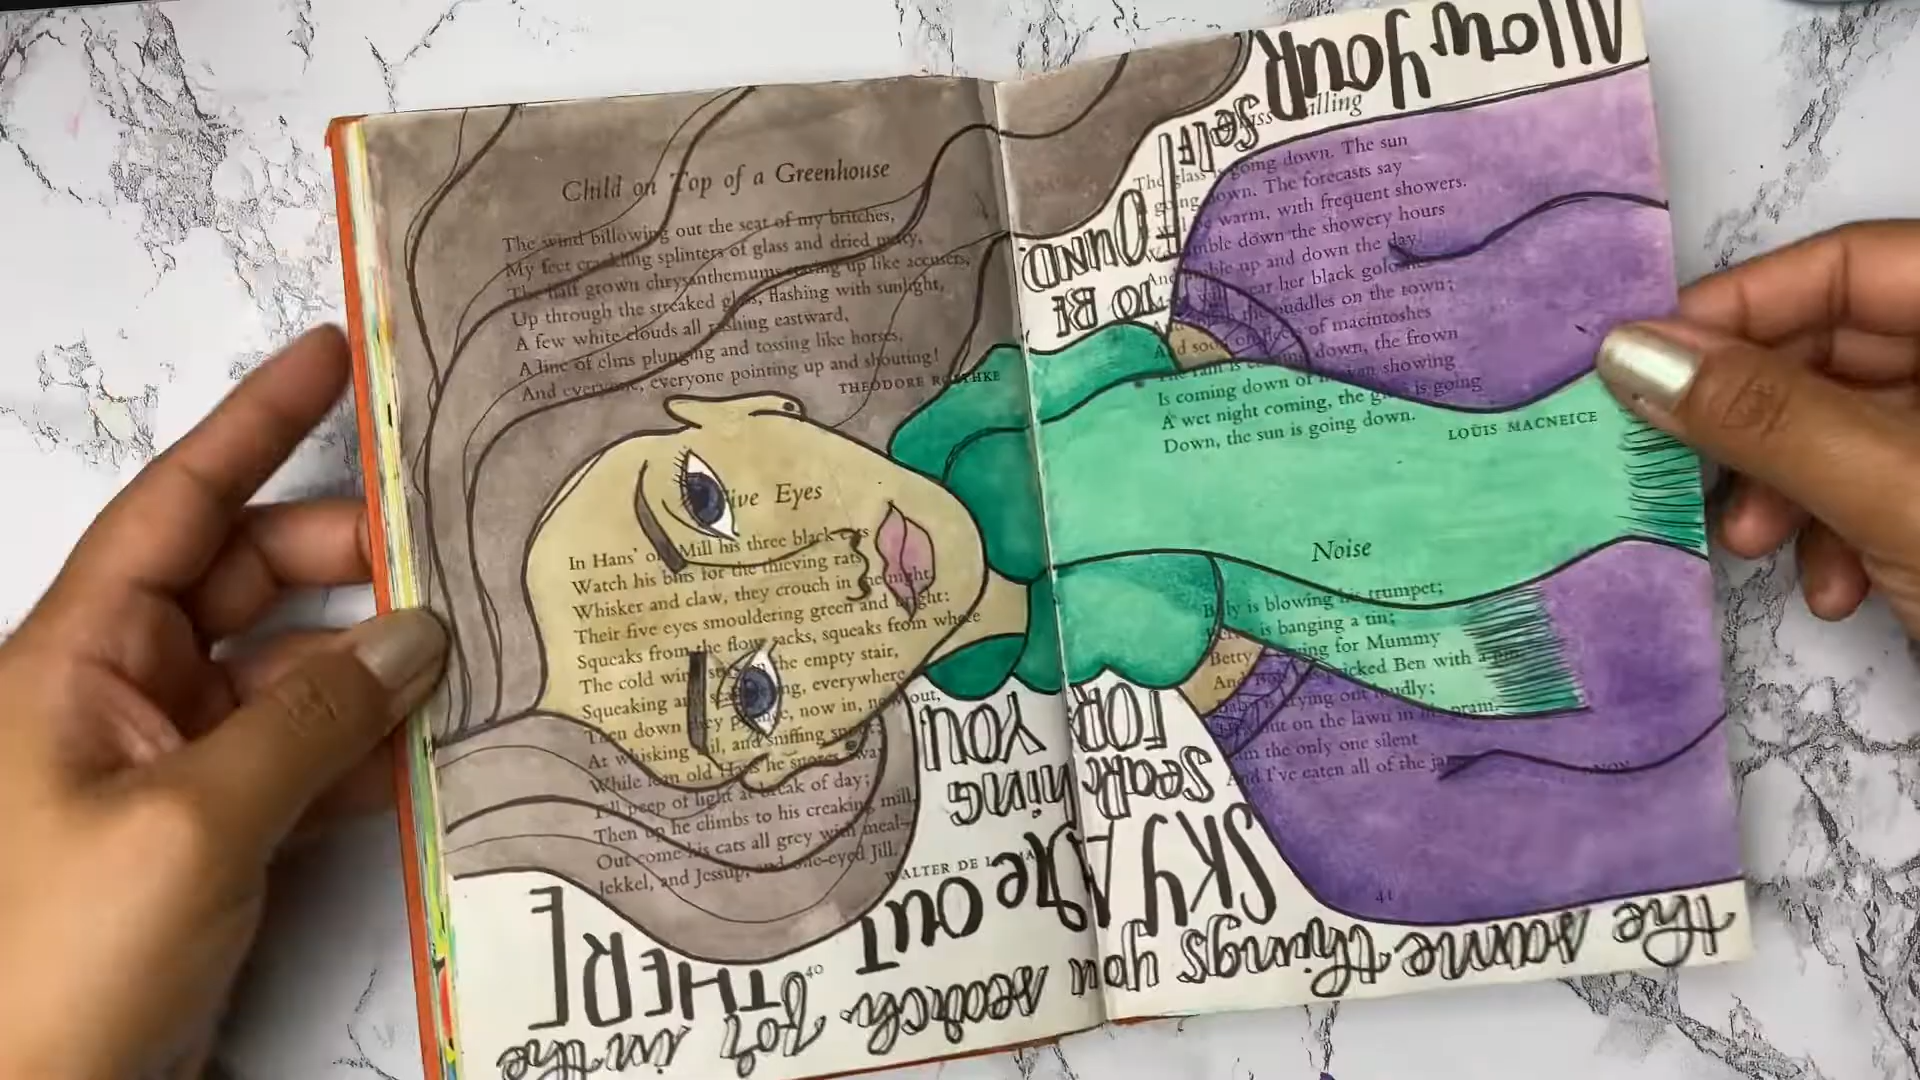 Child on Top of a Greenhouse
The wind billowing out the seat of my britches,
My feet crackling splinters of glass and dried putty,
The half grown chrysanthemums staring up like accusers,
Up through the streaked glass, flashing with sunlight,
A few white clouds all rushing eastward,
A line of elms plunging and tossing like horses,
And everyone, everyone pointing up and shouting!
THEODORE ROETHKE
Five Eyes
In Hans' old Mill his three black cats
Watch his bins for the thieving rats.
Whisker and claw, they crouch in the night,
Their five eyes smouldering green and bright:
Squeaks from the flour sacks, squeaks from where
The cold wind stirs on the empty stair,
Squeaking and scampering, everywhere.
Then down they pounce, now in, now out,
At whisking tail, and sniffing snout;
While lean old Hans he snores away
Till peep of light at break of day;
Then up he climbs to his creaking mill,
Out come his cats all grey with meal—
Jekkel, and Jessup, and one-eyed Jill.
WALTER DE LA MARE
40
Glass Falling
The glass is going down. The sun
going down. The forecasts say
warm, with frequent showers.
ramble down the showery hours
And amble up and down the day.
will wear her black goloshes
the puddles on the town;
And soon on fleets of macintoshes
The rain is coming down, the frown
Is coming down of heaven showing
A wet night coming, the glass is going
Down, the sun is going down.
LOUIS MACNEICE
Noise
Billy is blowing his trumpet;
is banging a tin;
Betty is crying for Mummy
And Bob has pricked Ben with a pin.
Baby is crying out loudly;
out on the lawn in his pram.
I am the only one silent
And I've eaten all of the jam.
41
the same things you search for in the
SKY ARE OUT THERE
searching FOR YOU
Allow your
self
TO BE FOUND